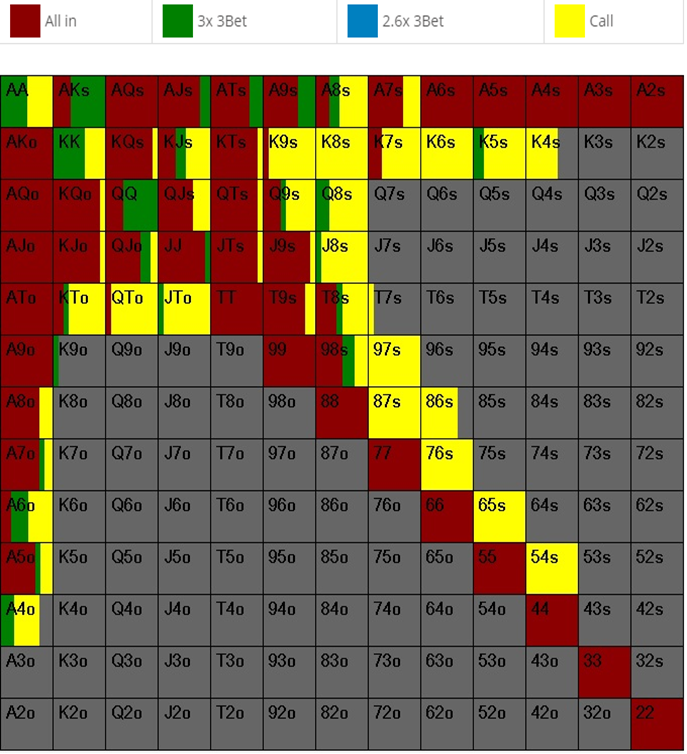 All in 3x 3Bet 2.6x 3Bet Call
AA AKs AQs AJs ATs A9s A8s A7s A6s A5s A4s A3s A2s
AKo KK KQs KJs KTs K9s K8s K7s K6s K5s K4s K3s K2s
AQo KQo QQ QJs QTs Q9s Q8s Q7s Q6s Q5s Q4s Q3s Q2s
AJo KJo QJo JJ JTs J9s J8s J7s J6s J5s J4s J3s J2s
ATo KTo QTo JTo TT T9s T8s T7s T6s T5s T4s T3s T2s
A9o K9o Q9o J9o T9o 99 98s 97s 96s 95s 94s 93s 92s
A8o K8o Q8o J8o T8o 98o 88 87s 86s 85s 84s 83s 82s
A7o K7o Q7o J7o T7o 97o 87o 77 76s 75s 74s 73s 72s
A6o K6o Q6o J6o T6o 96o 86o 76o 66 65s 64s 63s 62s
A5o K5o Q5o J5o T5o 95o 85o 75o 65o 55 54s 53s 52s
A4o K4o Q4o J4o T4o 94o 84o 74o 64o 54o 44 43s 42s
A3o K3o Q3o J3o T3o 93o 83o 73o 63o 53o 43o 33 32s
A2o K2o Q2o J2o T2o 92o 82o 72o 62o 52o 42o 32o 22